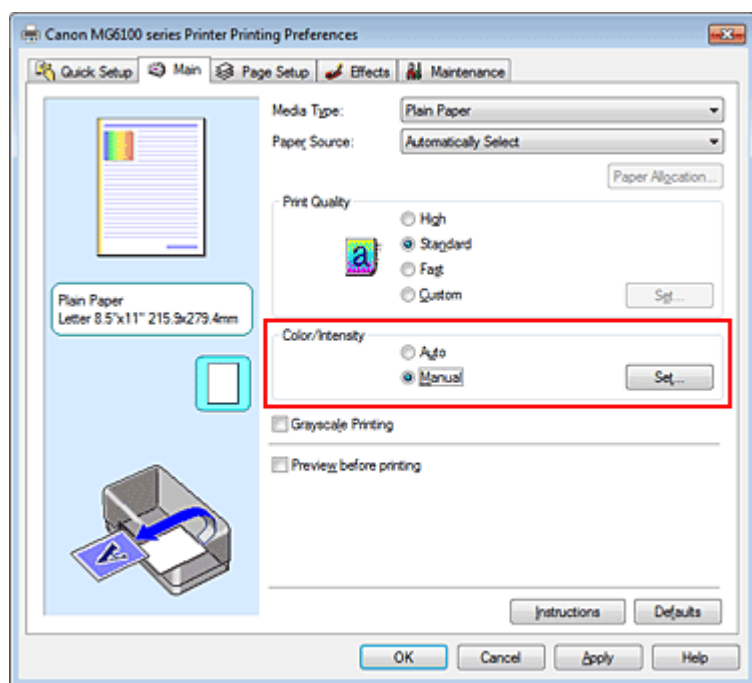 Canon MG6100 series Printer Printing Preferences
Quick Setup Main Page Setup Effects Maintenance
Media Type: Plain Paper
Paper Source: Automatically Select
Paper Allocation...
Print Quality
High
a Standard
Fast
Custom Set...
Plain Paper
Letter 8.5"x11" 215.9x279.4mm
Color/Intensity
Auto
Manual Set...
Grayscale Printing
Preview before printing
A
Instructions Defaults
OK Cancel Apply Help